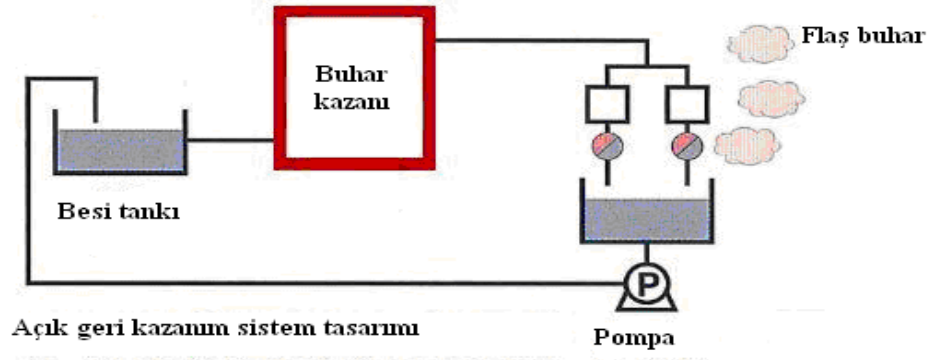 Flaş buhar
Buhar
kazanı
Besi tankı
P
Açık geri kazanım sistem tasarımı
Pompa